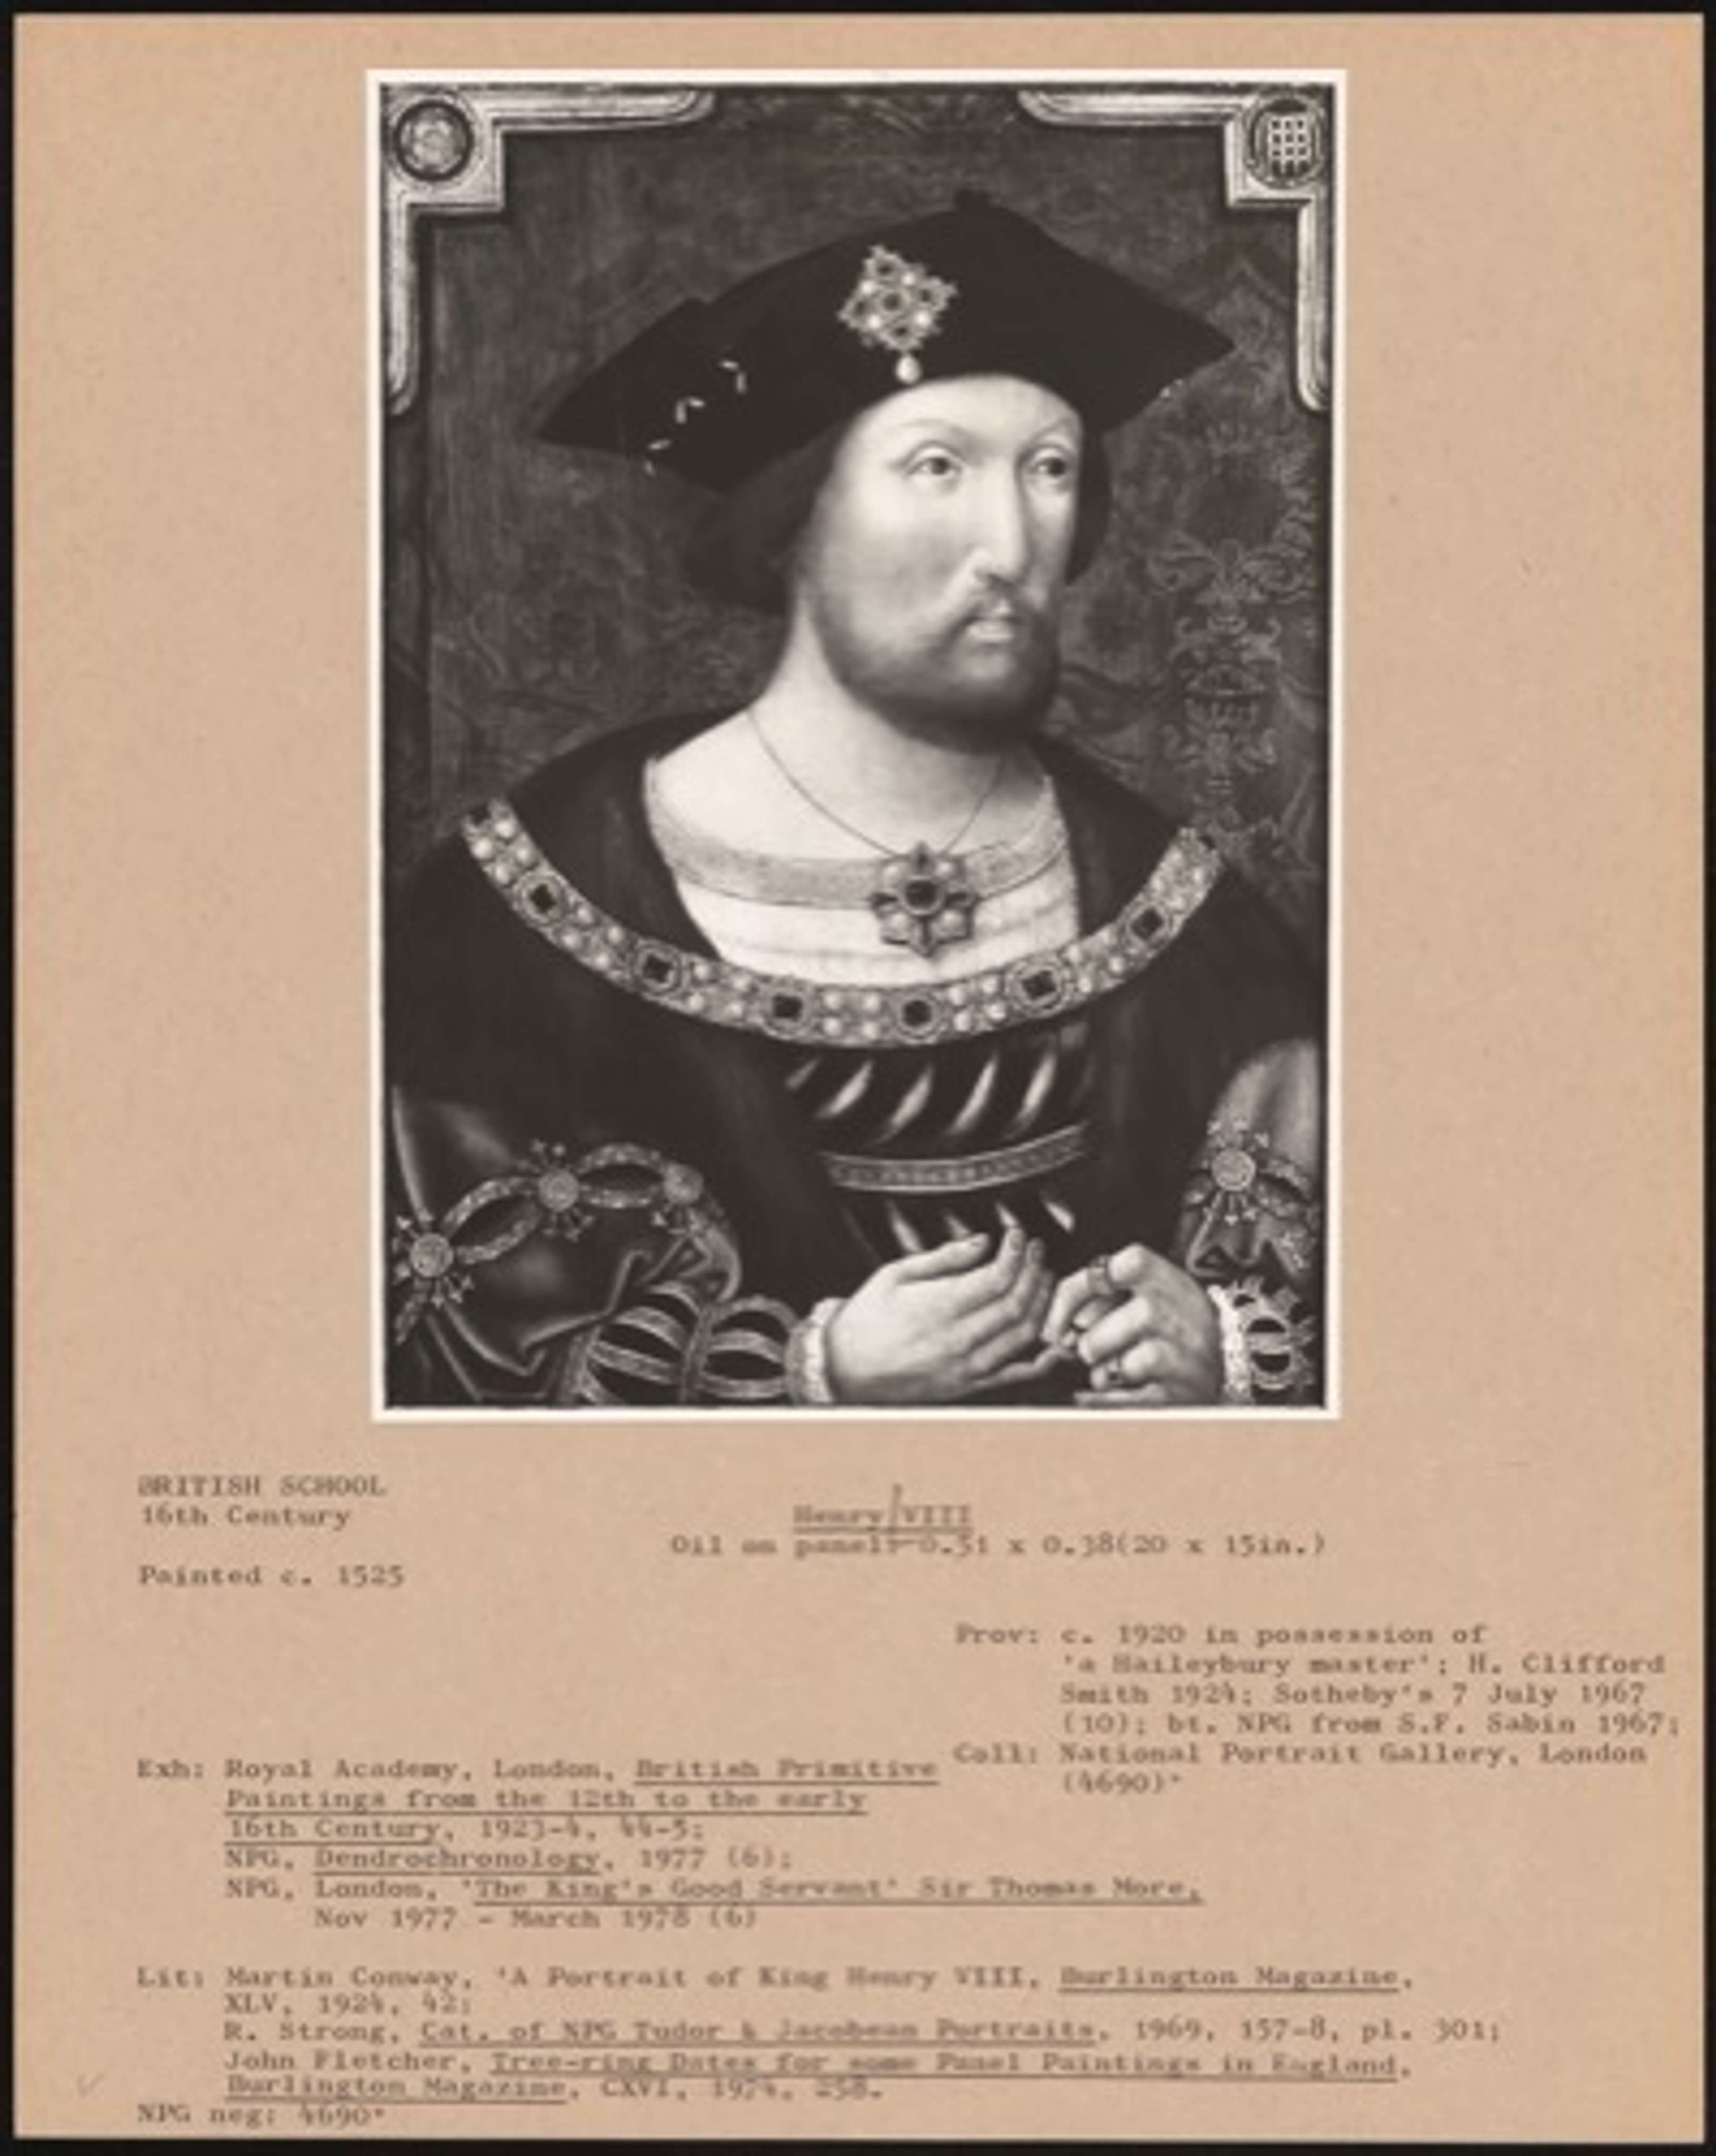 BRITISH SCHOOL
16th Century
Henry VIII
Oil on panel: 0.51 x 0.38(20 x 15in.)
Painted c. 1525
Prov: c. 1920 in possession of
'a Haileybury master'; H. Clifford
Smith 1924; Sotheby's 7 July 1967
(10); bt. NPG from S.F. Sabin 1967;
Coll: National Portrait Gallery, London
(4690)*
Exh: Royal Academy, London, British Primitive
Paintings from the 12th to the early
16th Century, 1923-4, 44-5;
NPG, Dendrochronology, 1977 (6);
NPG, London, 'The King's Good Servant' Sir Thomas More,
Nov 1977 - March 1978 (6)
Lit: Martin Conway, 'A Portrait of King Henry VIII, Burlington Magazine,
XLV, 1924, 42;
R. Strong, Cat. of NPG Tudor & Jacobean Portraits, 1969, 157-8, pl. 301;
John Fletcher, Tree-ring Dates for some Panel Paintings in England,
Burlington Magazine, CXVI, 1974, 258.
NPG neg: 4690*